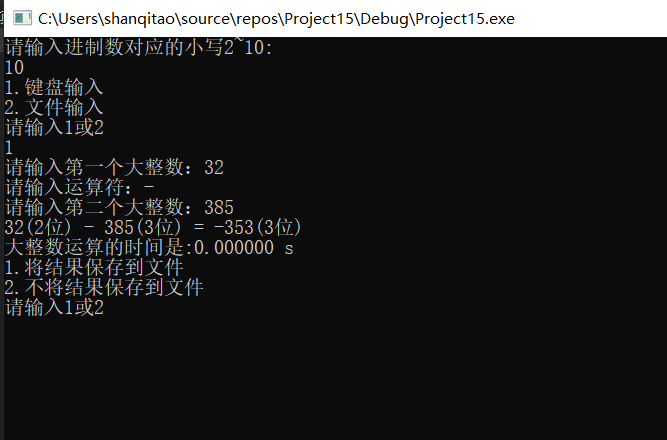 C:\Users\shanqitao\source\repos\Project15\Debug\Project15.exe
请输入进制数对应的小写2~10:
10
1.键盘输入
2.文件输入
请输入1或2
1
请输入第一个大整数：32
请输入运算符：-
请输入第二个大整数：385
32(2位) - 385(3位) = -353(3位)
大整数运算的时间是:0.000000 s
1.将结果保存到文件
2.不将结果保存到文件
请输入1或2